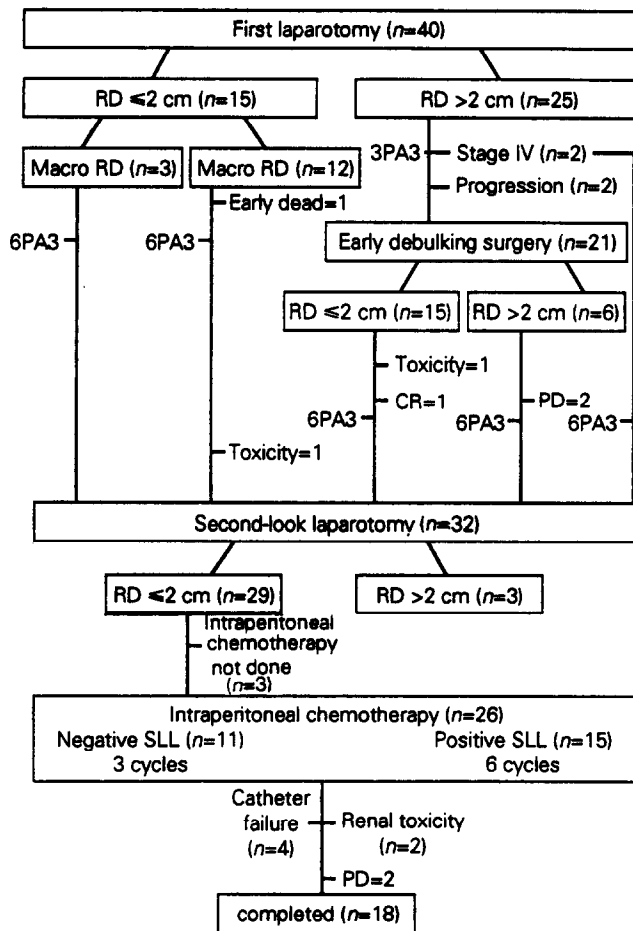 First laparotomy (n=40)
RD ⩽2 cm (n=15)
RD >2 cm (n=25)
Macro RD (n=3)
Macro RD (n=12)
3PA3
Stage IV (n=2)
Progression (n=2)
Early dead=1
6PA3
6PA3
Early debulking surgery (n=21)
RD ⩽2 cm (n=15)
RD >2 cm (n=6)
Toxicity=1
CR=1
6PA3
PD=2
6PA3
6PA3
Toxicity=1
Second-look laparotomy (n=32)
RD ⩽2 cm (n=29)
RD >2 cm (n=3)
Intraperitoneal
chemotherapy
not done
(n=3)
Intraperitoneal chemotherapy (n=26)
Negative SLL (n=11)
Positive SLL (n=15)
3 cycles
6 cycles
Catheter
failure
(n=4)
Renal toxicity
(n=2)
PD=2
completed (n=18)